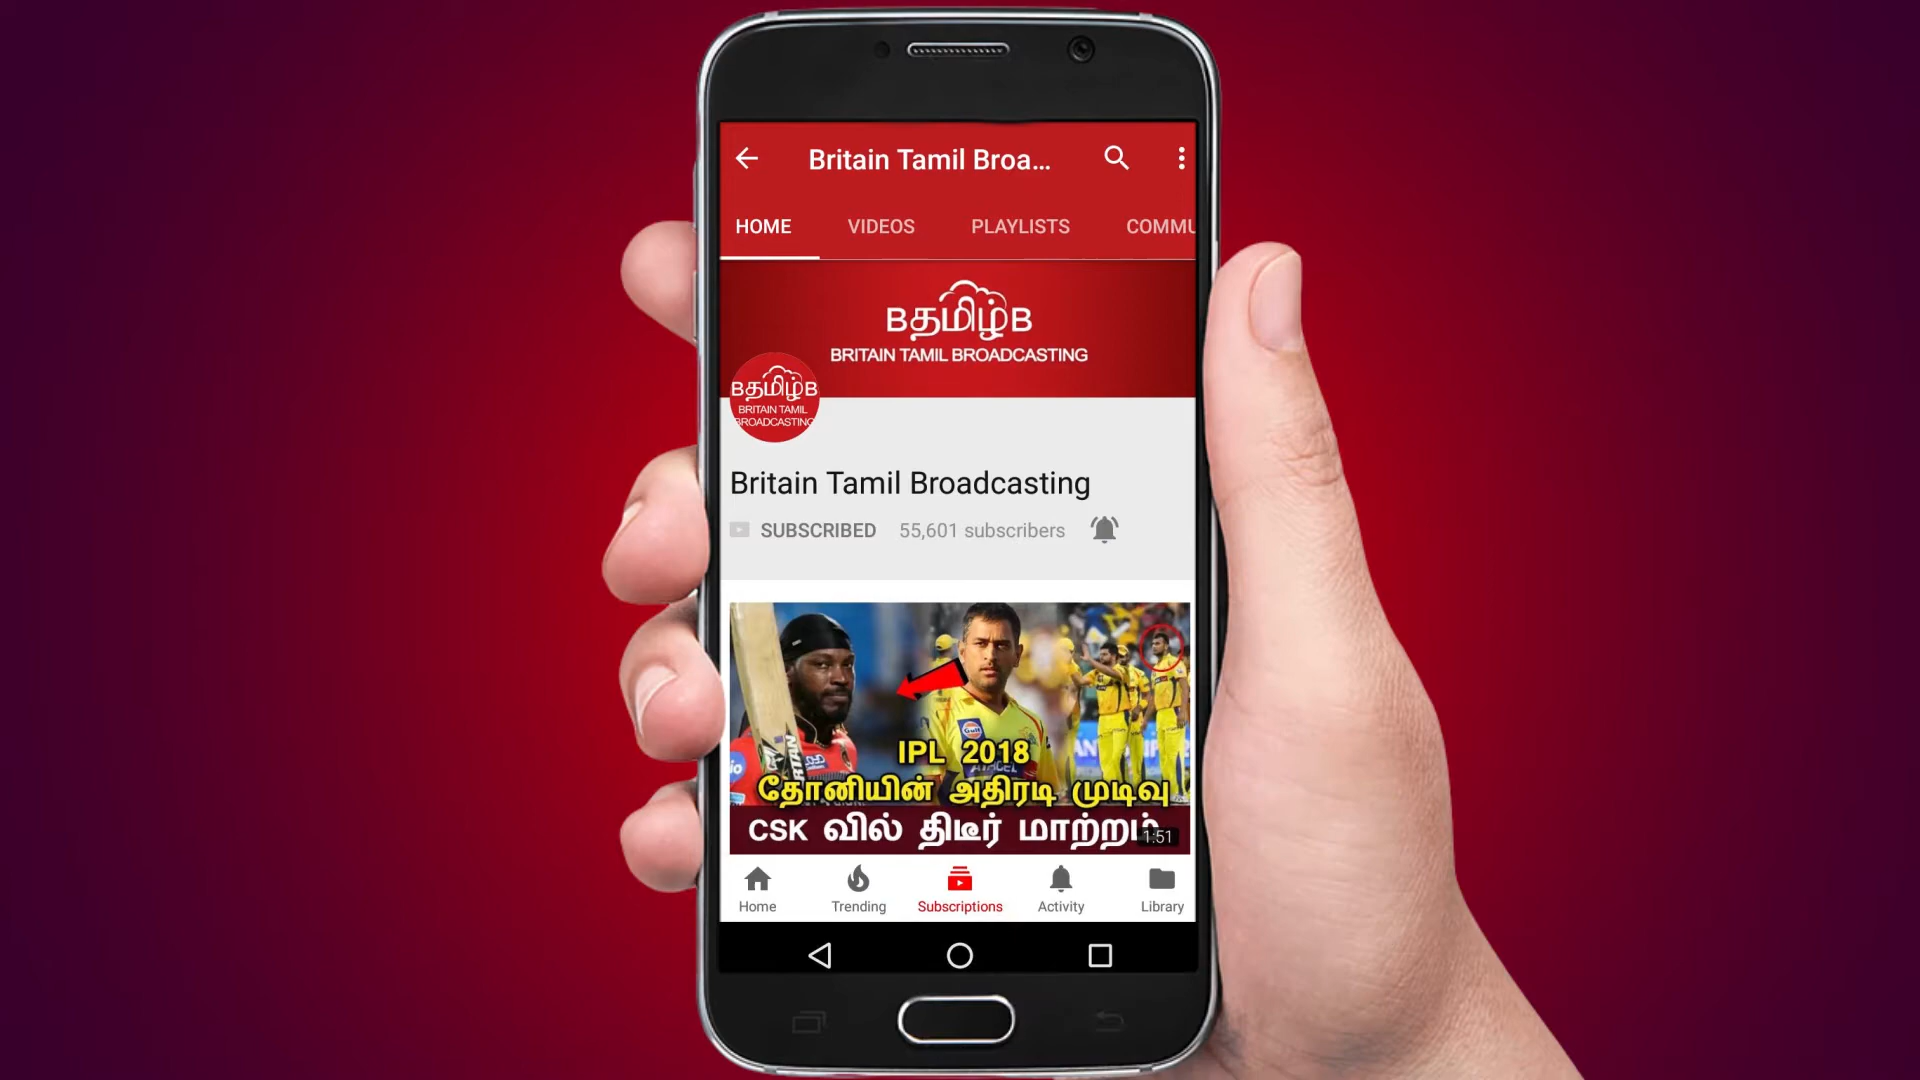 Britain Tamil Broa...
HOME VIDEOS PLAYLISTS COMMU
Bதமிழ்B
BRITAIN TAMIL BROADCASTING
Bதமிழ்B
BRITAIN TAMIL
BROADCASTING
Britain Tamil Broadcasting
SUBSCRIBED 55,601 subscribers
Gulf
IPL 2018
தோனியின் அதிரடி முடிவு
CSK வில் திடீர் மாற்றம்
1:51
Home Trending Subscriptions Activity Library